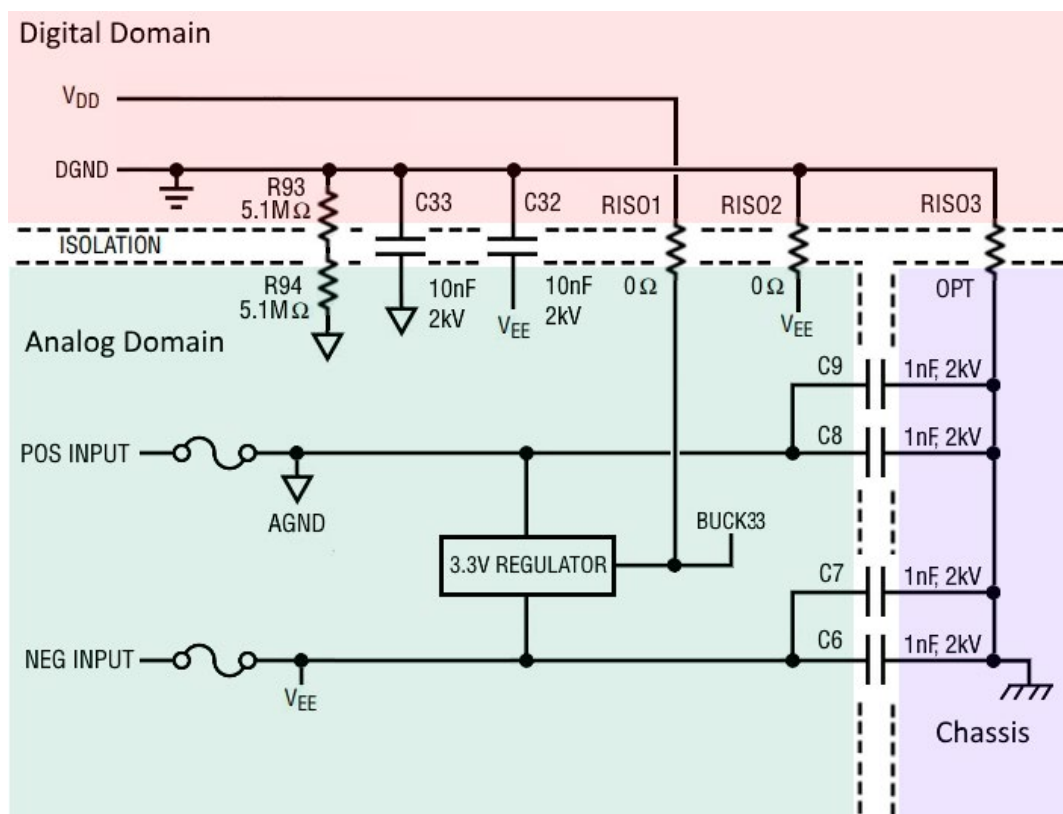 Digital Domain
VDD
DGND
R93
5.1MΩ
C33
C32
RISO1
RISO2
RISO3
ISOLATION
R94
5.1MΩ
10nF
2kV
VEE
10nF
2kV
0Ω
0Ω
VEE
OPT
Analog Domain
C9
1nF, 2kV
POS INPUT
C8
1nF, 2kV
AGND
BUCK33
3.3V REGULATOR
C7
1nF, 2kV
NEG INPUT
C6
1nF, 2kV
VEE
Chassis